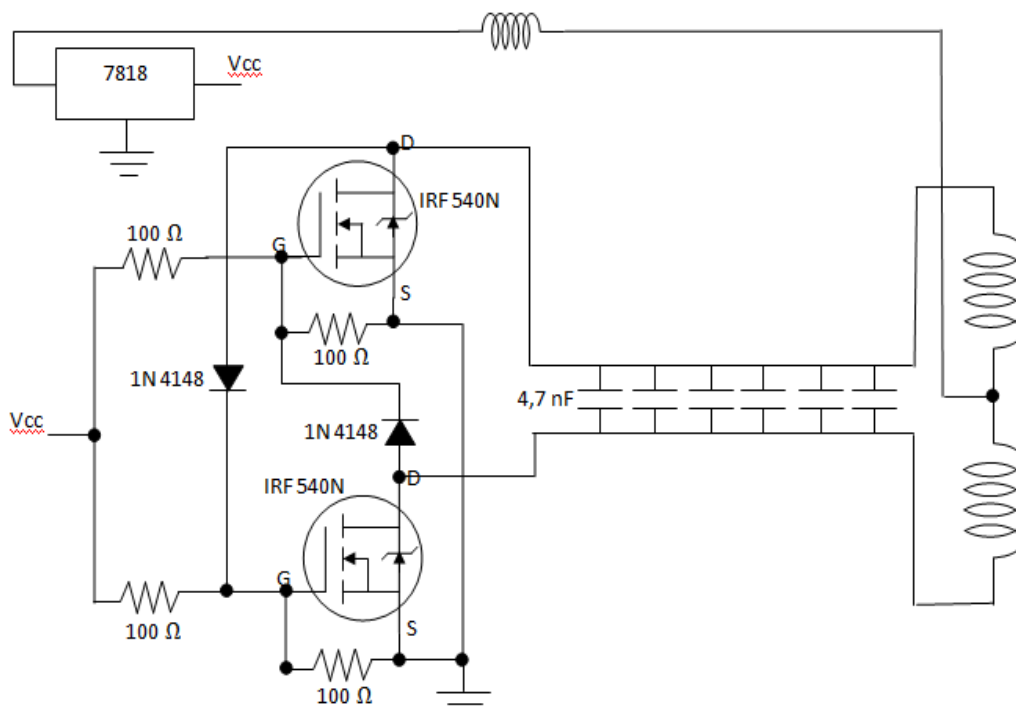 7818
Vcc
D
IRF 540N
100 Ω
G
S
100 Ω
1N 4148
4,7 nF
Vcc
1N 4148
D
IRF 540N
G
100 Ω
S
100 Ω